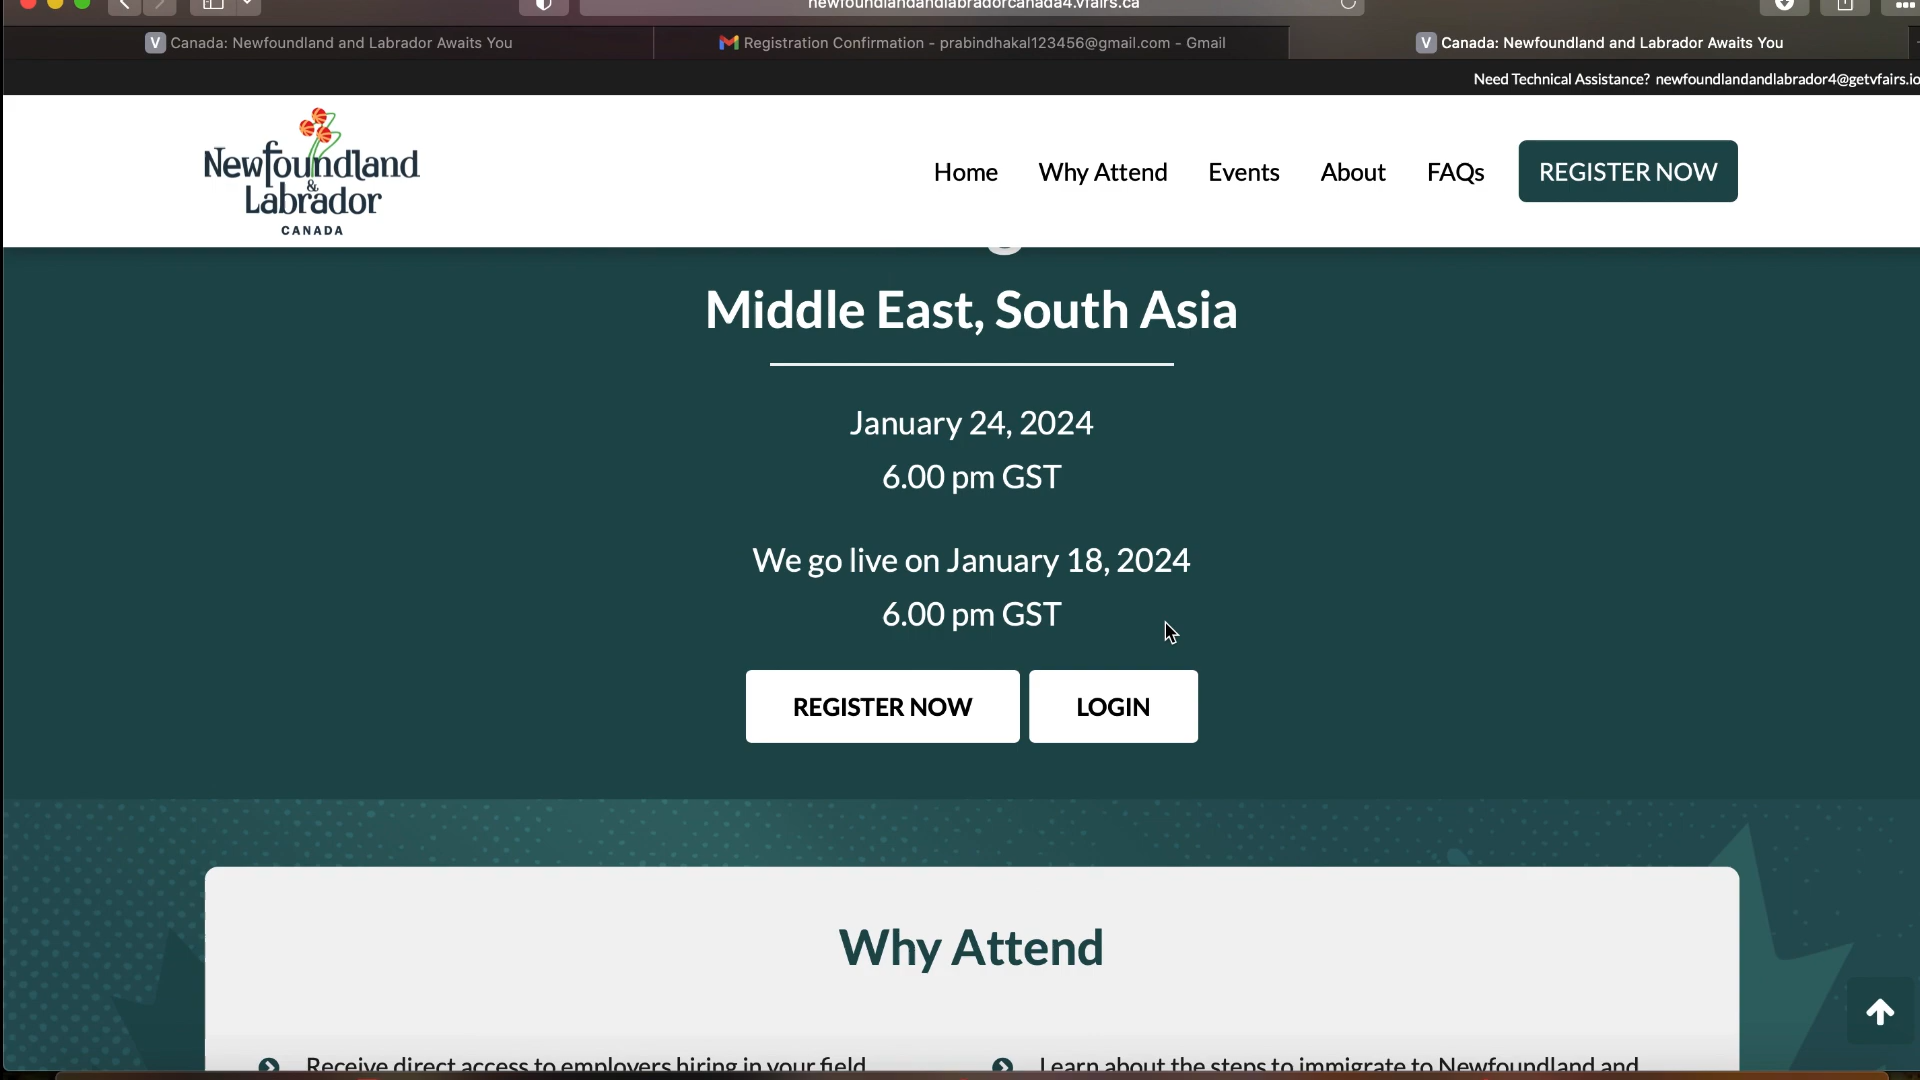 newfoundlandandlabradorcanada4.vfairs.ca
Canada: Newfoundland and Labrador Awaits You
Registration Confirmation - prabindhakal123456@gmail.com - Gmail
Canada: Newfoundland and Labrador Awaits You
Need Technical Assistance? newfoundlandandlabrador4@getvfairs.io
Newfoundland
&
Labrador
CANADA
Home
Why Attend
Events
About
FAQs
REGISTER NOW
Middle East, South Asia
January 24, 2024
6.00 pm GST
We go live on January 18, 2024
6.00 pm GST
REGISTER NOW
LOGIN
Why Attend
Receive direct access to employers hiring in your field
Learn about the steps to immigrate to Newfoundland and